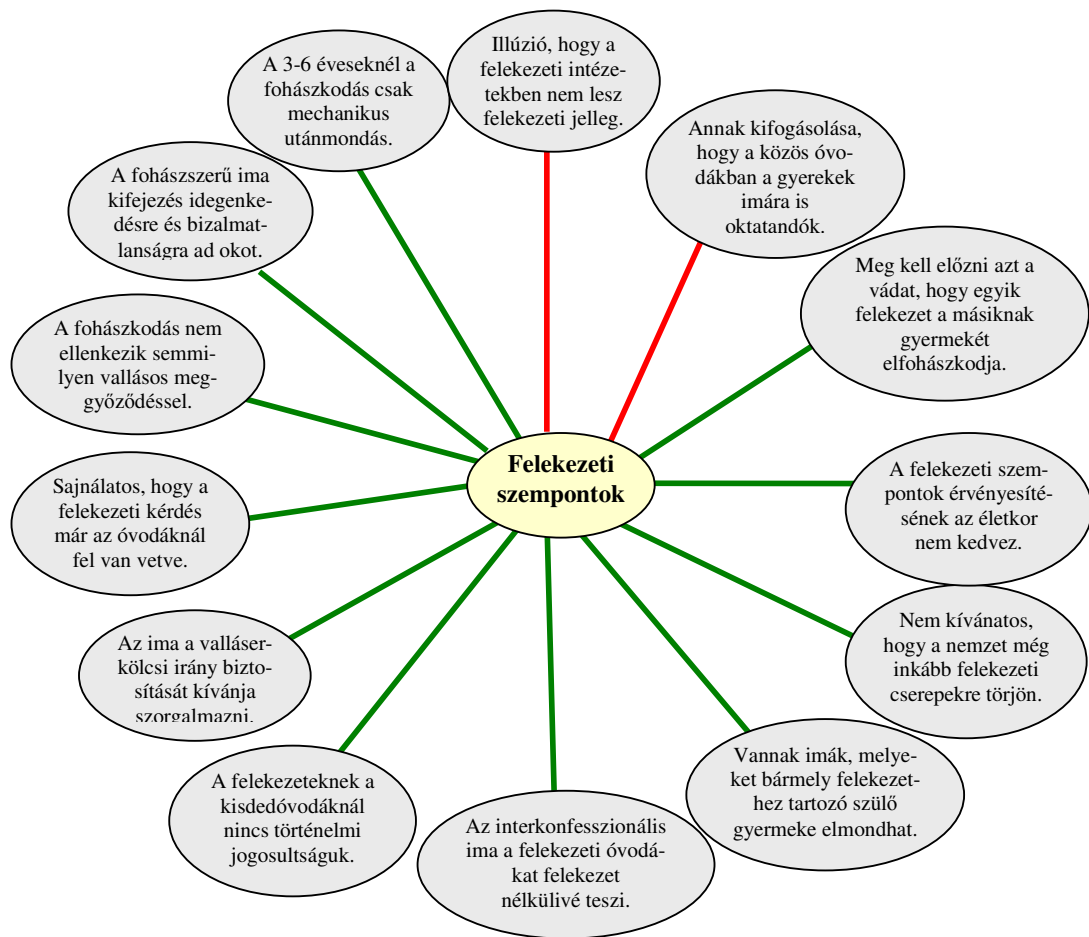 Illúzió, hogy a
felekezeti intéze-
tekben nem lesz
felekezeti jelleg.
Annak kifogásolása,
hogy a közös óvo-
dákban a gyerekek
imára is
oktatandók.
Meg kell előzni azt a
vádat, hogy egyik
felekezet a másiknak
gyermekét
elfohászkodja.
A felekezeti szem-
pontok érvényesíté-
sének az életkor
nem kedvez.
Nem kívánatos,
hogy a nemzet még
inkább felekezeti
cserepekre törjön.
Vannak imák, melye-
ket bármely felekezet-
hez tartozó szülő
gyermeke elmondhat.
Az interkonfesszionális
ima a felekezeti óvodá-
kat felekezet
nélkülivé teszi.
A felekezeteknek a
kisdedóvodáknál
nincs történelmi
jogosultságuk.
Az ima a valláser-
kölcsi irány bizto-
sítását kívánja
szorgalmazni.
Sajnálatos, hogy a
felekezeti kérdés
már az óvodáknál
fel van vetve.
A fohászkodás nem
ellenkezik semmi-
lyen vallásos meg-
győződéssel.
A fohászszerű ima
kifejezés idegenke-
désre és bizalmat-
lanságra ad okot.
A 3-6 éveseknél a
fohászkodás csak
mechanikus
utánmondás.
Felekezeti
szempontok